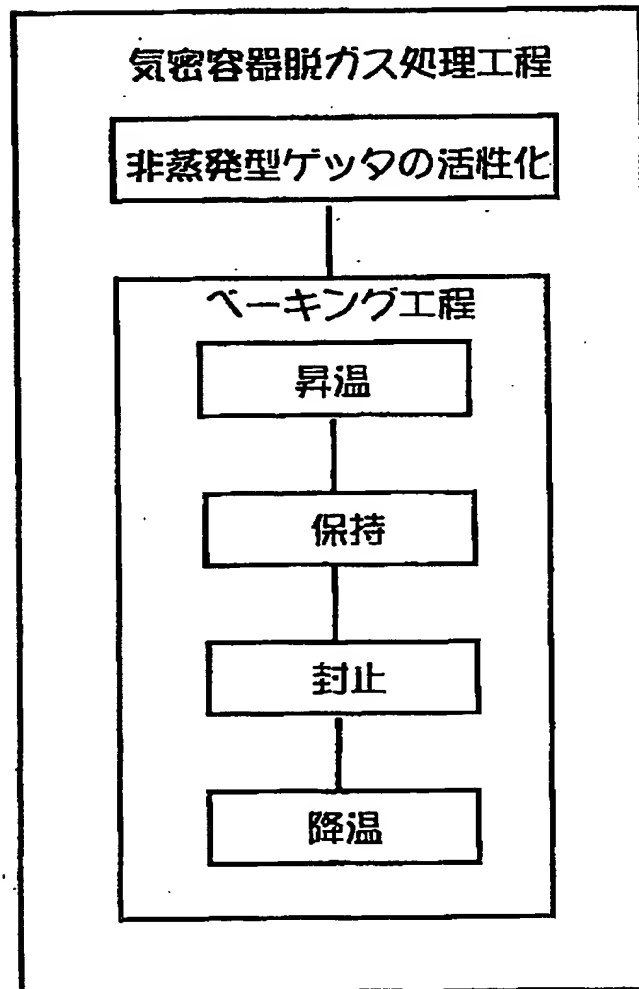 気密容器脱ガス処理工程
非蒸発型ゲッタの活性化
ベーキング工程
昇温
保持
封止
降温